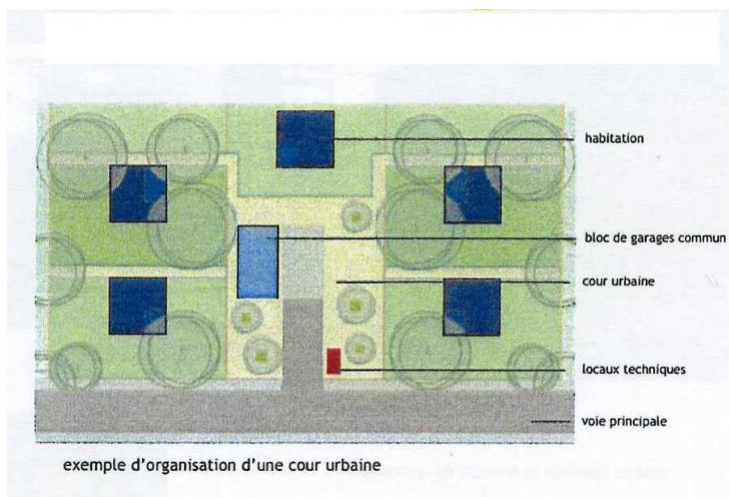 habitation
bloc de garages commun
cour urbaine
locaux techniques
voie principale
exemple d'organisation d'une cour urbaine